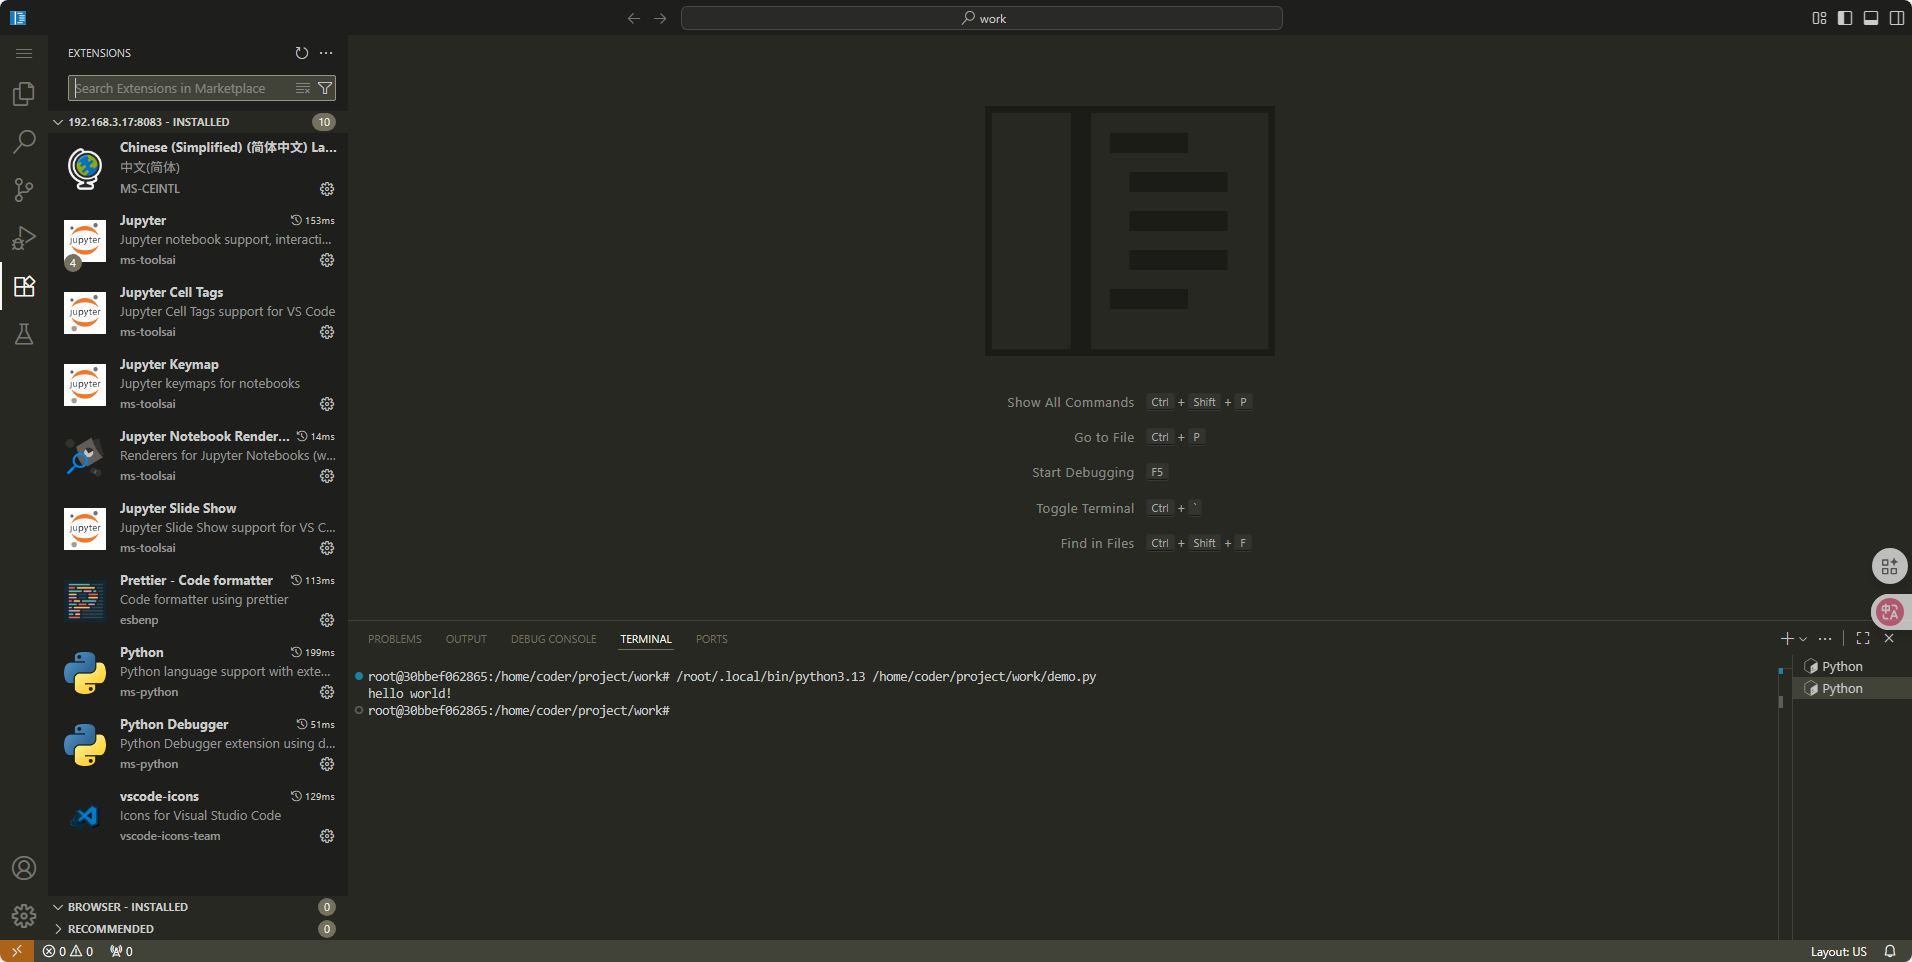 work
EXTENSIONS
Search Extensions in Marketplace
192.168.3.17:8083 - INSTALLED 10
Chinese (Simplified) (简体中文) La...
中文(简体)
MS-CEINTL
Jupyter 153ms
Jupyter notebook support, interacti...
ms-toolsai
jupyter
4
Jupyter Cell Tags
Jupyter Cell Tags support for VS Code
ms-toolsai
jupyter
Jupyter Keymap
Jupyter keymaps for notebooks
ms-toolsai
jupyter
Jupyter Notebook Render... 14ms
Renderers for Jupyter Notebooks (w...
ms-toolsai
Jupyter Slide Show
Jupyter Slide Show support for VS C...
ms-toolsai
jupyter
Prettier - Code formatter 113ms
Code formatter using prettier
esbenp
Python 199ms
Python language support with exte...
ms-python
Python Debugger 51ms
Python Debugger extension using d...
ms-python
vscode-icons 129ms
Icons for Visual Studio Code
vscode-icons-team
BROWSER - INSTALLED 0
RECOMMENDED 0
Show All Commands Ctrl + Shift + P
Go to File Ctrl + P
Start Debugging F5
Toggle Terminal Ctrl + `
Find in Files Ctrl + Shift + F
中A
PROBLEMS OUTPUT DEBUG CONSOLE TERMINAL PORTS
root@30bbef062865:/home/coder/project/work# /root/.local/bin/python3.13 /home/coder/project/work/demo.py
hello world!
root@30bbef062865:/home/coder/project/work#
Python
Python
0 0 0
Layout: US